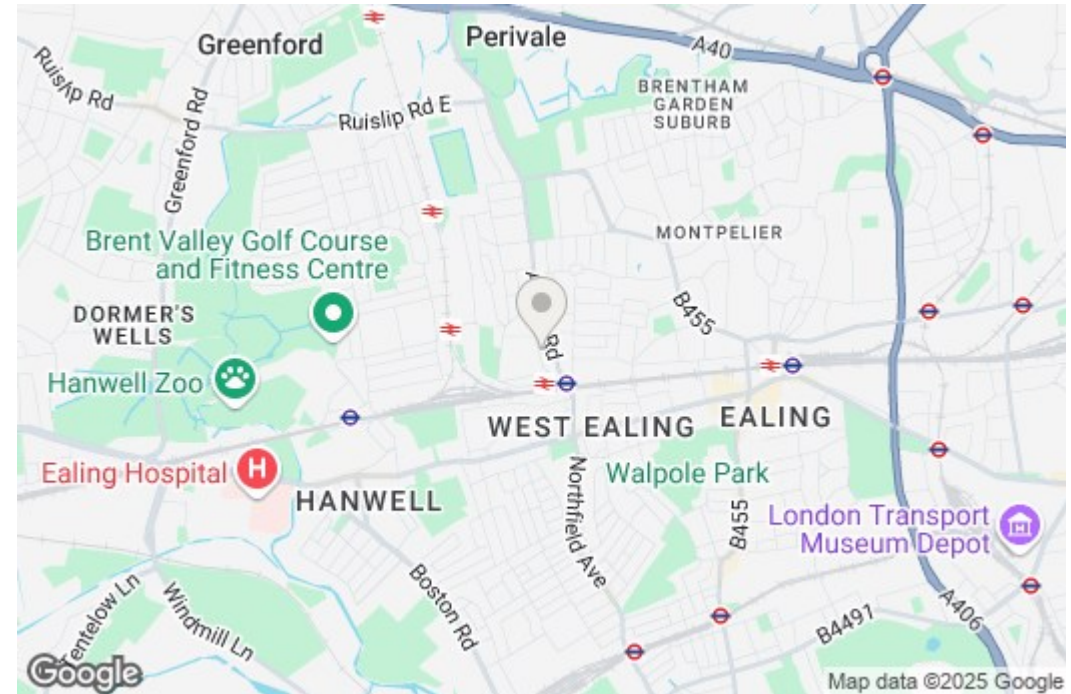 Greenford
Perivale
A40
Ruislip Rd
BRENTHAM
GARDEN
SUBURB
Ruislip Rd E
Greenford Rd
Brent Valley Golf Course
and Fitness Centre
MONTPELIER
DORMER'S
WELLS
B455
Rd
Hanwell Zoo
WEST EALING
EALING
Ealing Hospital
H
HANWELL
Walpole Park
Northfield Ave
B455
London Transport
Museum Depot
Boston Rd
Tentelow Ln
Windmill Ln
A406
B4491
Google
Map data ©2025 Google